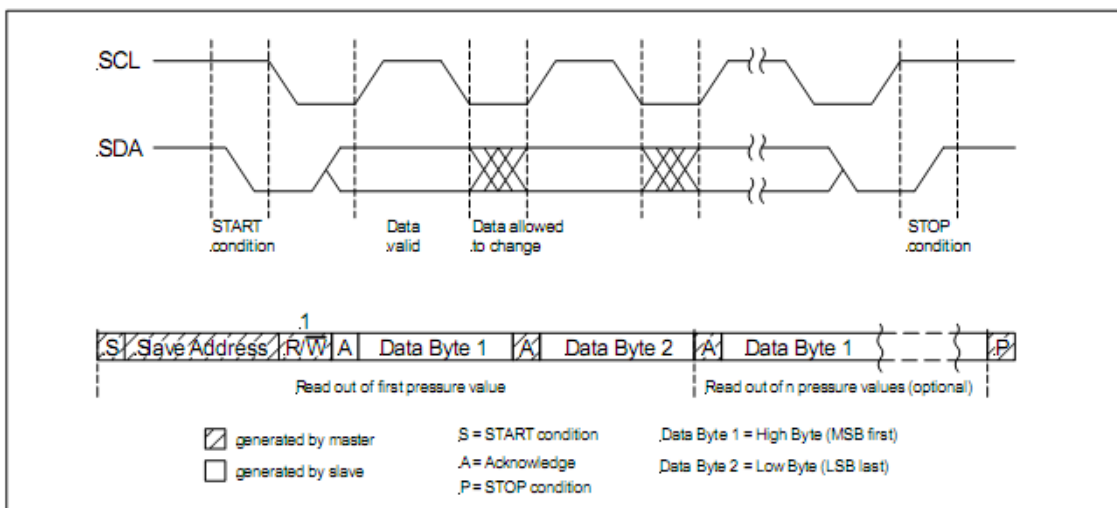 .SCL
.SDA
START
.condition
Data
.valid
Data allowed
.to change
STOP
.condition
.1
.S .Slave Address .R/W̅ A Data Byte 1 A Data Byte 2 A Data Byte 1 .P
Read out of first pressure value
Read out of n pressure values (optional)
generated by master
generated by slave
.S = START condition
.A = Acknowledge
.P = STOP condition
.Data Byte 1 = High Byte (MSB first)
.Data Byte 2 = Low Byte (LSB last)